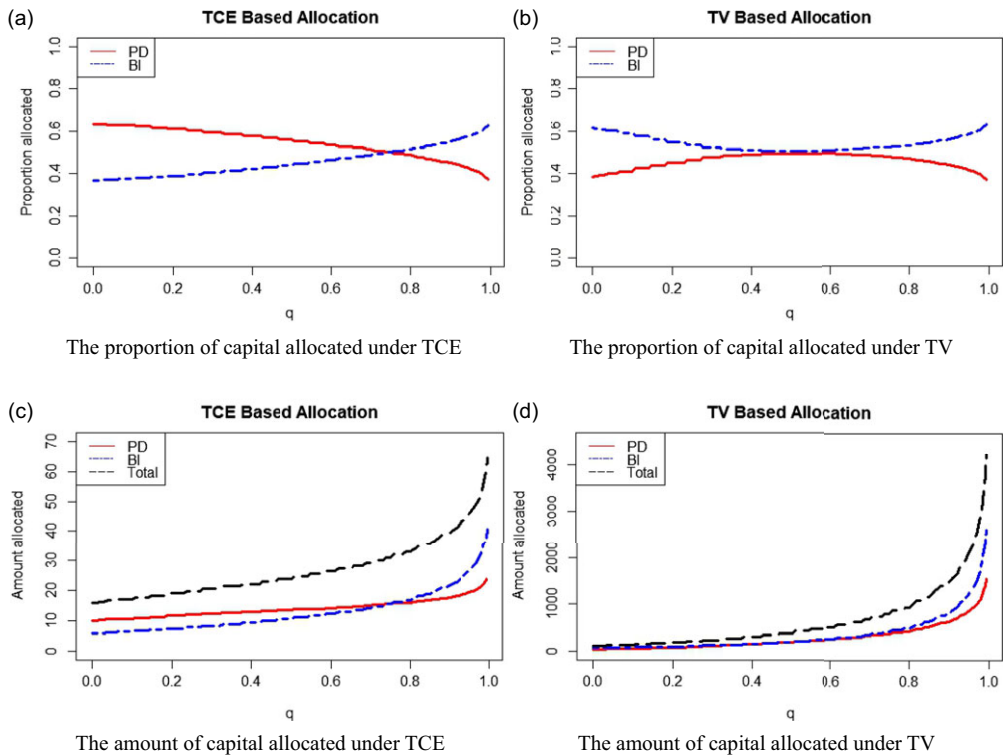 (a)
TCE Based Allocation
PD
BI
Proportion allocated
0.0 0.2 0.4 0.6 0.8 1.0
0.0 0.2 0.4 0.6 0.8 1.0
q
The proportion of capital allocated under TCE
(b)
TV Based Allocation
PD
BI
Proportion allocated
0.0 0.2 0.4 0.6 0.8 1.0
0.0 0.2 0.4 0.6 0.8 1.0
q
The proportion of capital allocated under TV
(c)
TCE Based Allocation
PD
BI
Total
Amount allocated
0 10 20 30 40 50 60 70
0.0 0.2 0.4 0.6 0.8 1.0
q
The amount of capital allocated under TCE
(d)
TV Based Allocation
PD
BI
Total
Amount allocated
0 1000 2000 3000 4000
0.0 0.2 0.4 0.6 0.8 1.0
q
The amount of capital allocated under TV